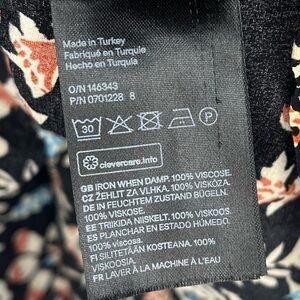 Made in Turkey
Fabriqué en Turquie
Hecho en Turquía
O/N 146343
P/N 0701228 8
30
P
clevercare.info
GB IRON WHEN DAMP. 100% VISCOSE.
CZ ŽEHLIT ZA VLHKA. 100% VISKÓZA.
DE IN FEUCHTEM ZUSTAND BÜGELN.
100% VISKOSE.
EE TRIIKIDA NISKELT. 100% VISKOOS.
ES PLANCHAR EN ESTADO HÚMEDO.
100% viscosa.
FI SILITETÄÄN KOSTEANA. 100%
VISKOOSI.
FR LAVER À LA MACHINE À L'EAU